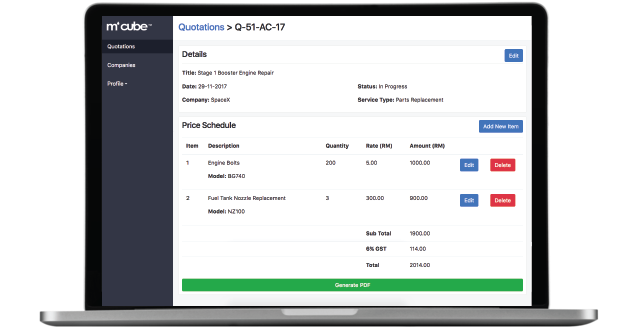 m³cube™
Quotations > Q-51-AC-17
Quotations
Companies
Profile
Details
Edit
Title: Stage 1 Booster Engine Repair
Date: 29-11-2017
Status: In Progress
Company: SpaceX
Service Type: Parts Replacement
Price Schedule
Add New Item
Item Description Quantity Rate (RM) Amount (RM)
1 Engine Bolts 200 5.00 1000.00 Edit Delete
Model: BG740
2 Fuel Tank Nozzle Replacement 3 300.00 900.00 Edit Delete
Model: NZ100
Sub Total 1900.00
6% GST 114.00
Total 2014.00
Generate PDF